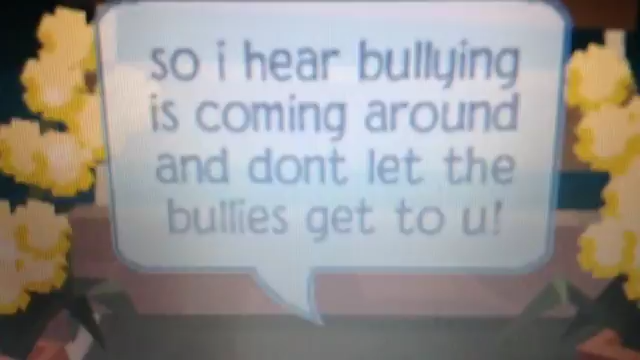 so i hear bullying
is coming around
and dont let the
bullies get to u!